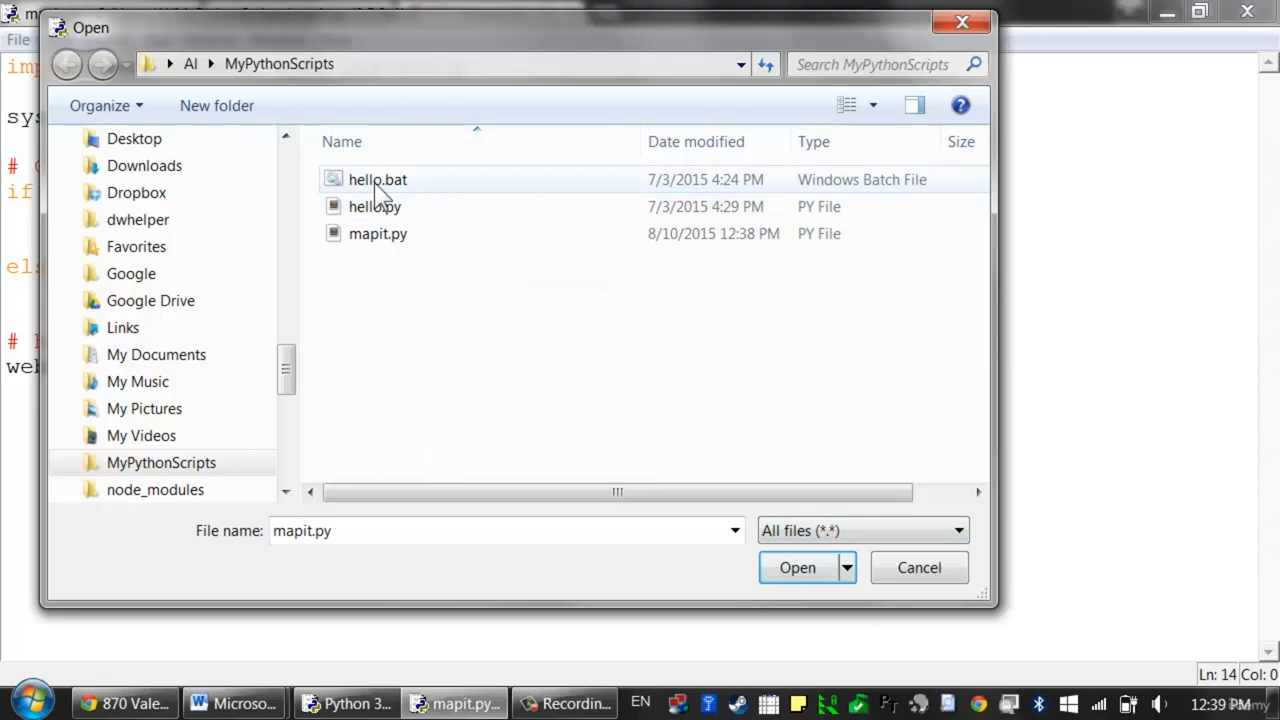 Open
File
AI MyPythonScripts
Search MyPythonScripts
imp
Organize
New folder
sys
Name
Date modified
Type
Size
Desktop
Downloads
Dropbox
dwhelper
Favorites
Google
Google Drive
Links
My Documents
My Music
My Pictures
My Videos
MyPythonScripts
node_modules
hello.bat
7/3/2015 4:24 PM
Windows Batch File
hello.py
7/3/2015 4:29 PM
PY File
mapit.py
8/10/2015 12:38 PM
PY File
#
if
#
web
File name:
mapit.py
All files (*.*)
Open
Cancel
Ln: 14 Col: 0
870 Vale...
Microso...
Python 3...
mapit.py...
Recordin...
EN
12:39 PM